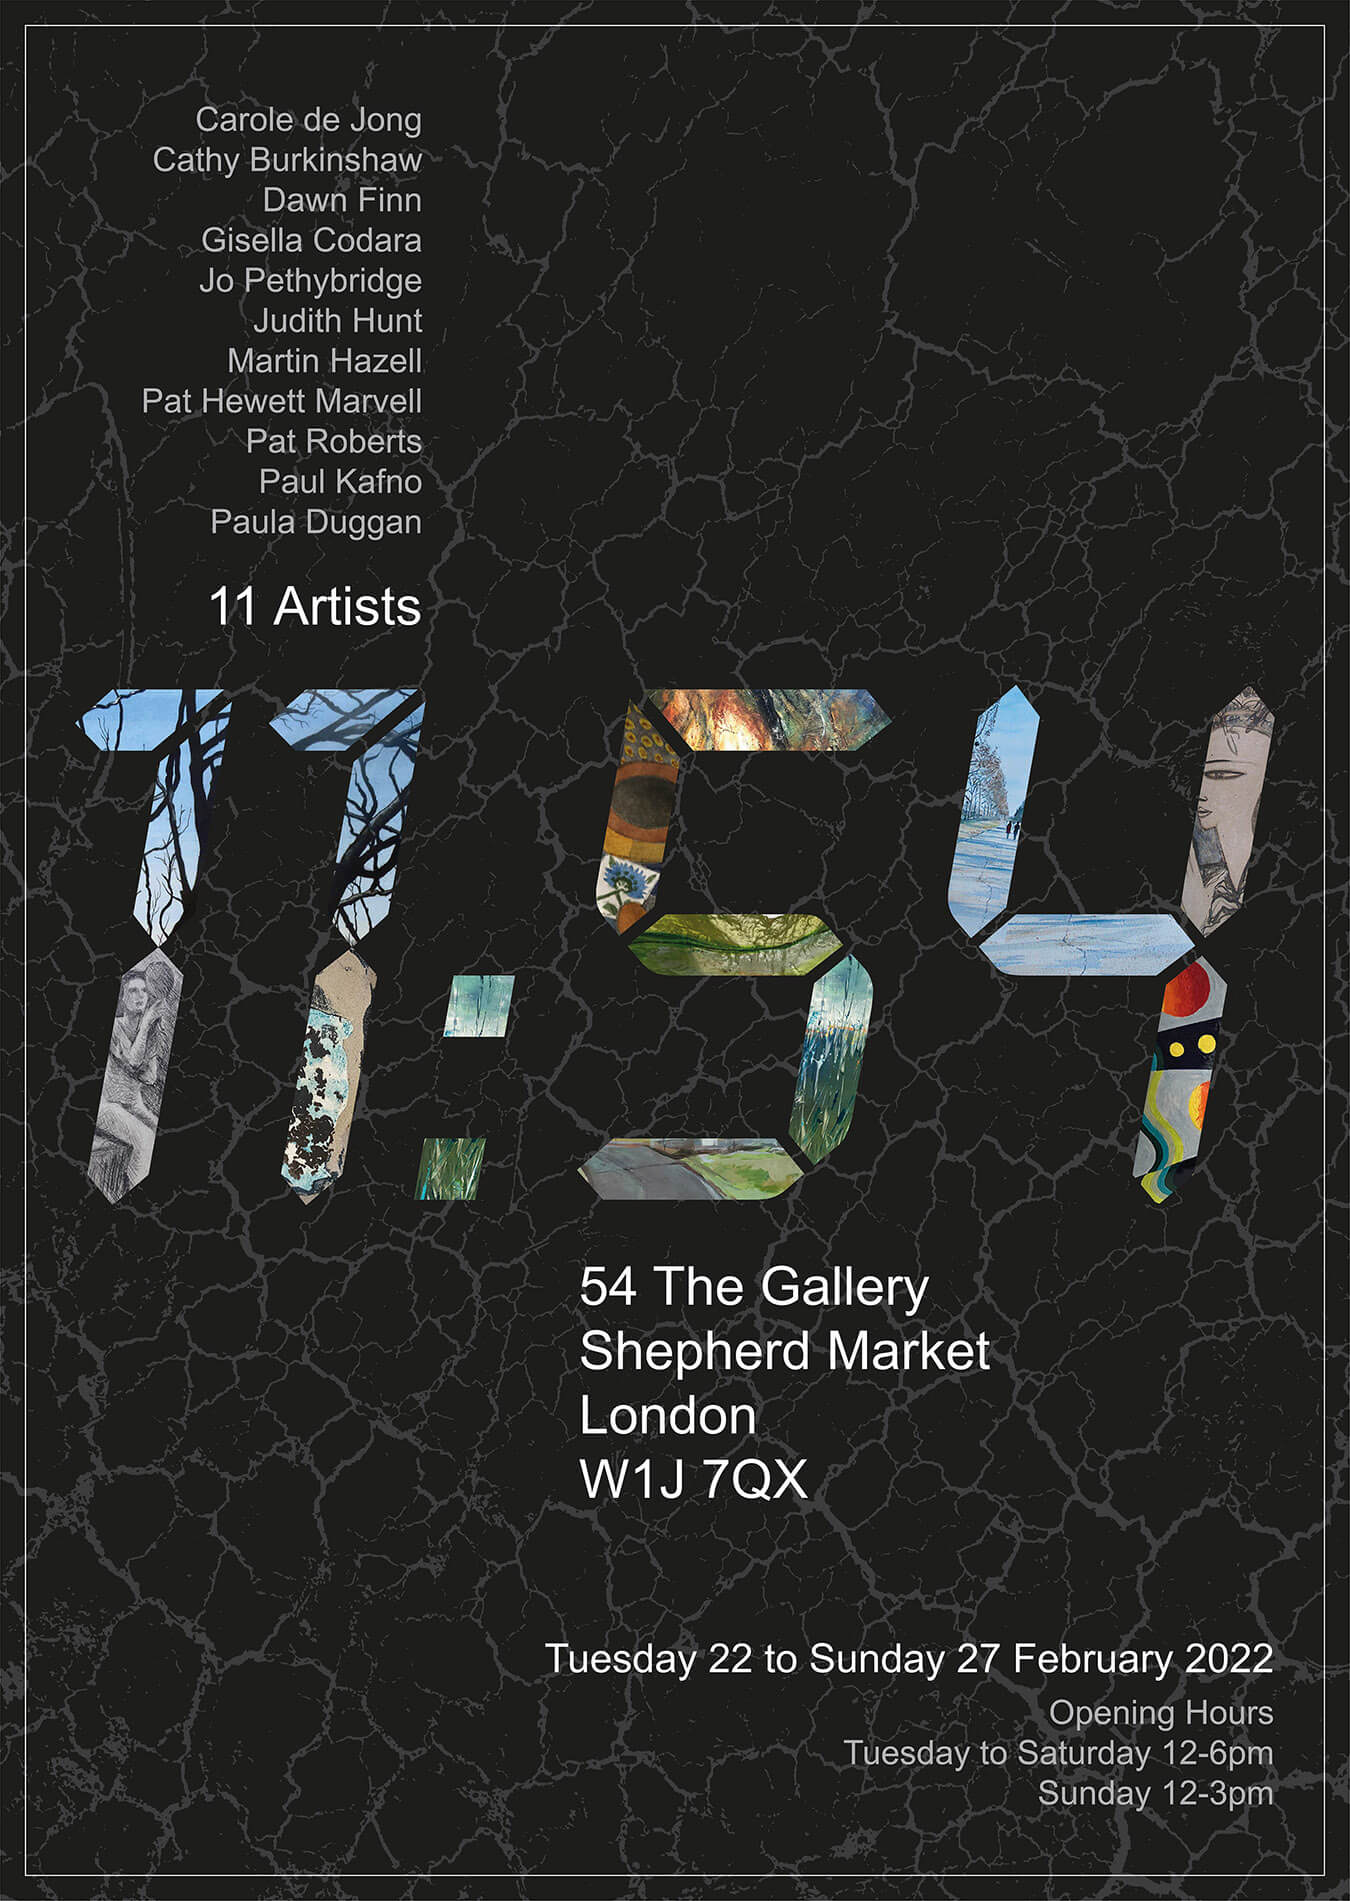 Carole de Jong
Cathy Burkinshaw
Dawn Finn
Gisella Codara
Jo Pethybridge
Judith Hunt
Martin Hazell
Pat Hewett Marvell
Pat Roberts
Paul Kafno
Paula Duggan
11 Artists
11:54
54 The Gallery
Shepherd Market
London
W1J 7QX
Tuesday 22 to Sunday 27 February 2022
Opening Hours
Tuesday to Saturday 12-6pm
Sunday 12-3pm